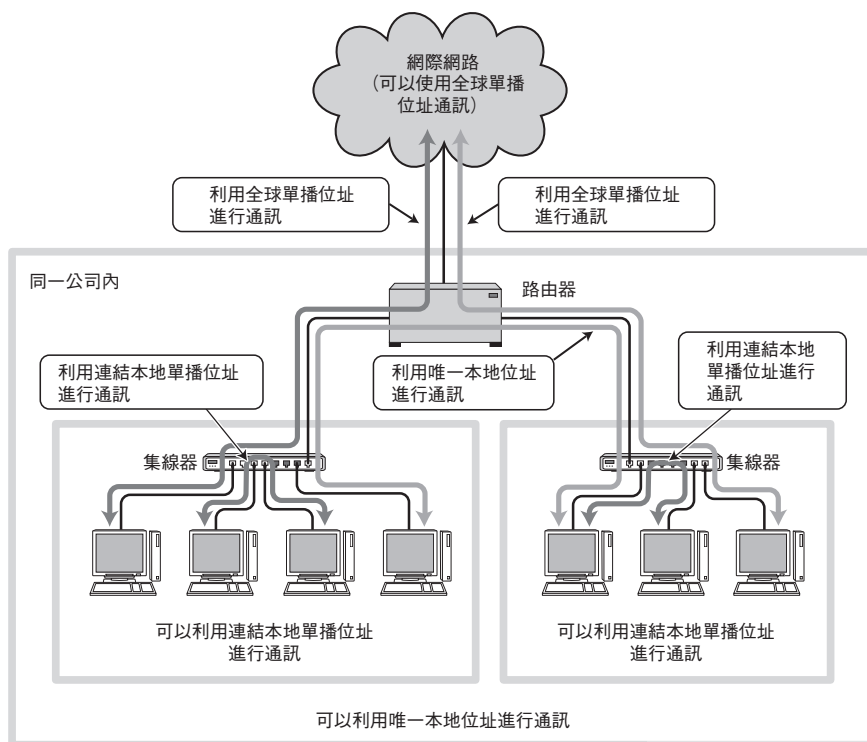 網際網路
（可以使用全球單播
位址通訊）
利用全球單播位址
進行通訊
利用全球單播位址
進行通訊
同一公司內
路由器
利用連結本地單播位址
進行通訊
利用唯一本地位址
進行通訊
利用連結本地
單播位址進行
通訊
集線器
集線器
可以利用連結本地單播位址
進行通訊
可以利用連結本地單播位址
進行通訊
可以利用唯一本地位址進行通訊